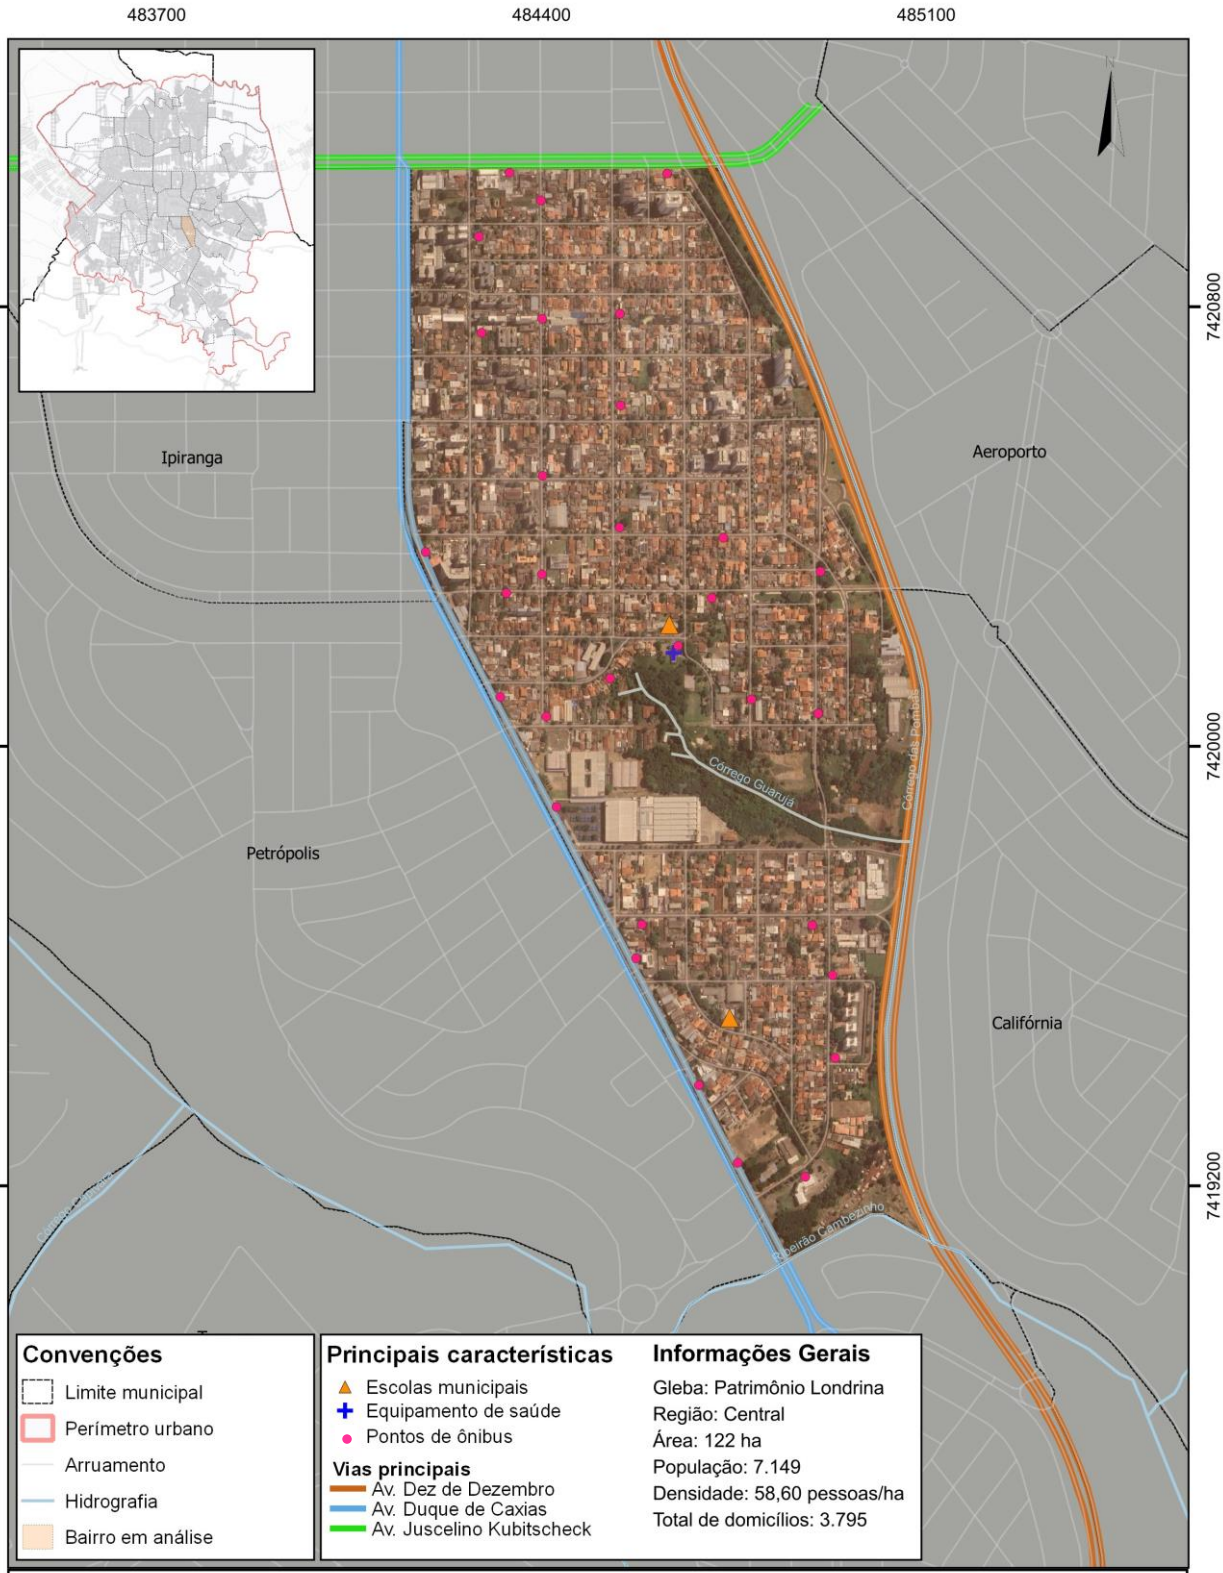 483700
484400
485100
N
7420800
Ipiranga
Aeroporto
7420000
Córrego das Pombas
Córrego Guarujá
Petrópolis
Califórnia
7419200
Ribeirão Cambezinho
Convenções
Limite municipal
Perímetro urbano
Arruamento
Hidrografia
Bairro em análise
Principais características
Escolas municipais
Equipamento de saúde
Pontos de ônibus
Vias principais
Av. Dez de Dezembro
Av. Duque de Caxias
Av. Juscelino Kubitscheck
Informações Gerais
Gleba: Patrimônio Londrina
Região: Central
Área: 122 ha
População: 7.149
Densidade: 58,60 pessoas/ha
Total de domicílios: 3.795